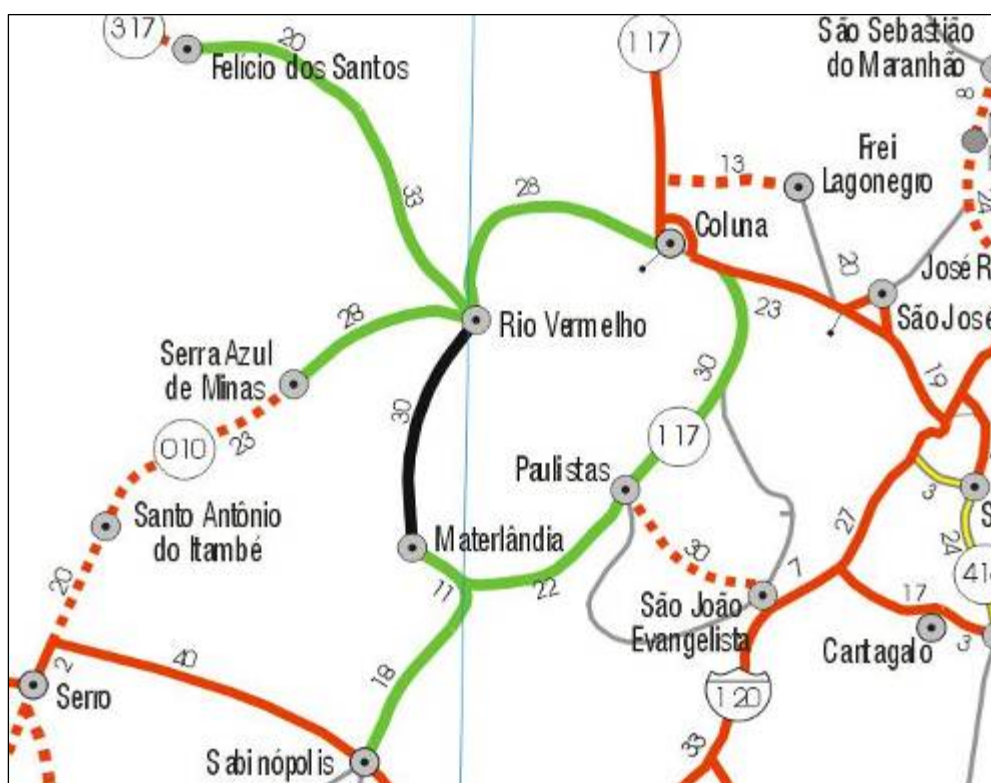 317
20
Felício dos Santos
117
São Sebastião
do Maranhão
8
33
28
13
Frei
Lagonegro
24
Coluna
20
José R
São José
23
28
Rio Vermelho
Serra Azul
de Minas
30
30
19
010
23
117
Paulistas
3
S
Santo Antônio
do Itambé
Materlândia
27
24
30
20
11
22
7
414
São João
Evangelista
17
Cartagalo
3
2
40
18
Serro
120
33
Sabinópolis